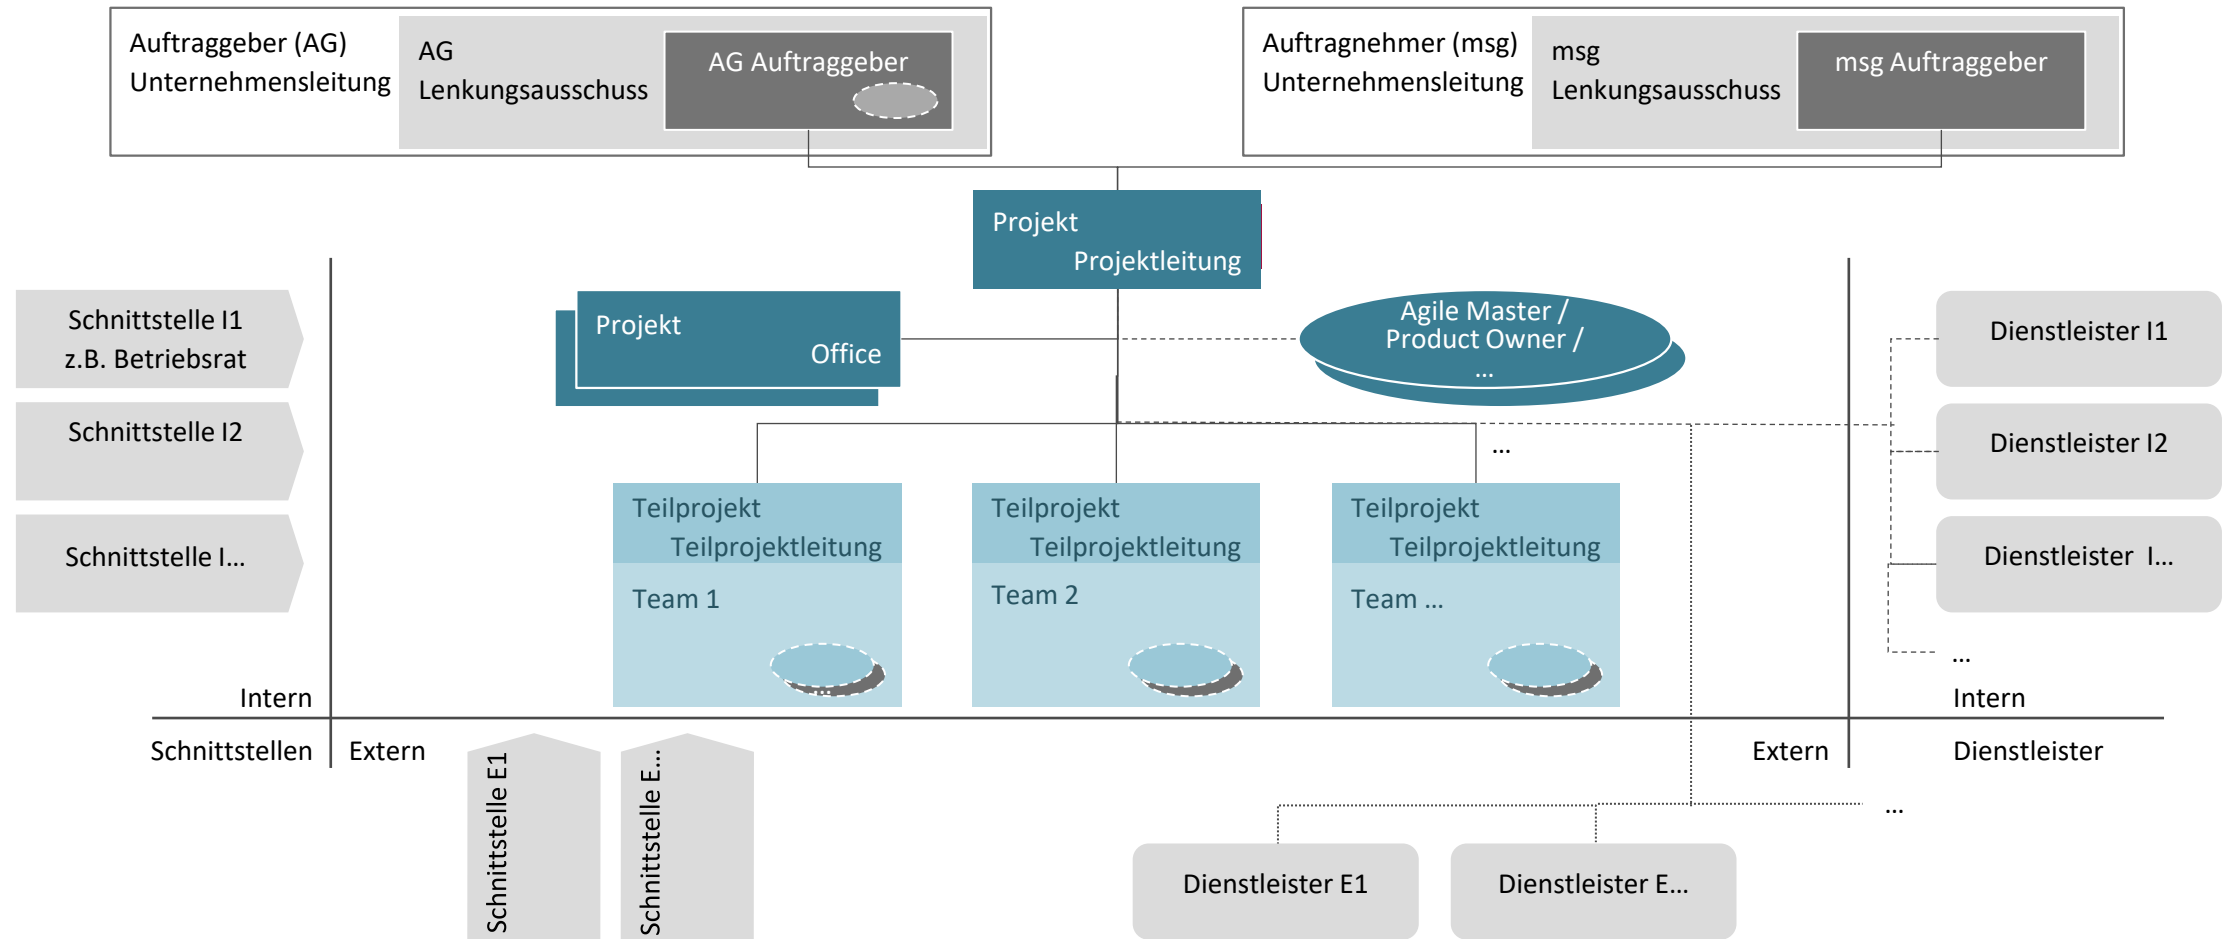 Auftraggeber (AG)
Unternehmensleitung
AG
Lenkungsausschuss
AG Auftraggeber
Auftragnehmer (msg)
Unternehmensleitung
msg
Lenkungsausschuss
msg Auftraggeber
Projekt
Projektleitung
Schnittstelle I1
z.B. Betriebsrat
Schnittstelle I2
Schnittstelle I...
Projekt
Office
Agile Master /
Product Owner /
...
Dienstleister I1
Dienstleister I2
Dienstleister I...
...
...
Teilprojekt
Teilprojektleitung
Team 1
...
Teilprojekt
Teilprojektleitung
Team 2
Teilprojekt
Teilprojektleitung
Team ...
Intern
Intern
Schnittstellen
Extern
Extern
Dienstleister
Schnittstelle E1
Schnittstelle E...
...
Dienstleister E1
Dienstleister E...